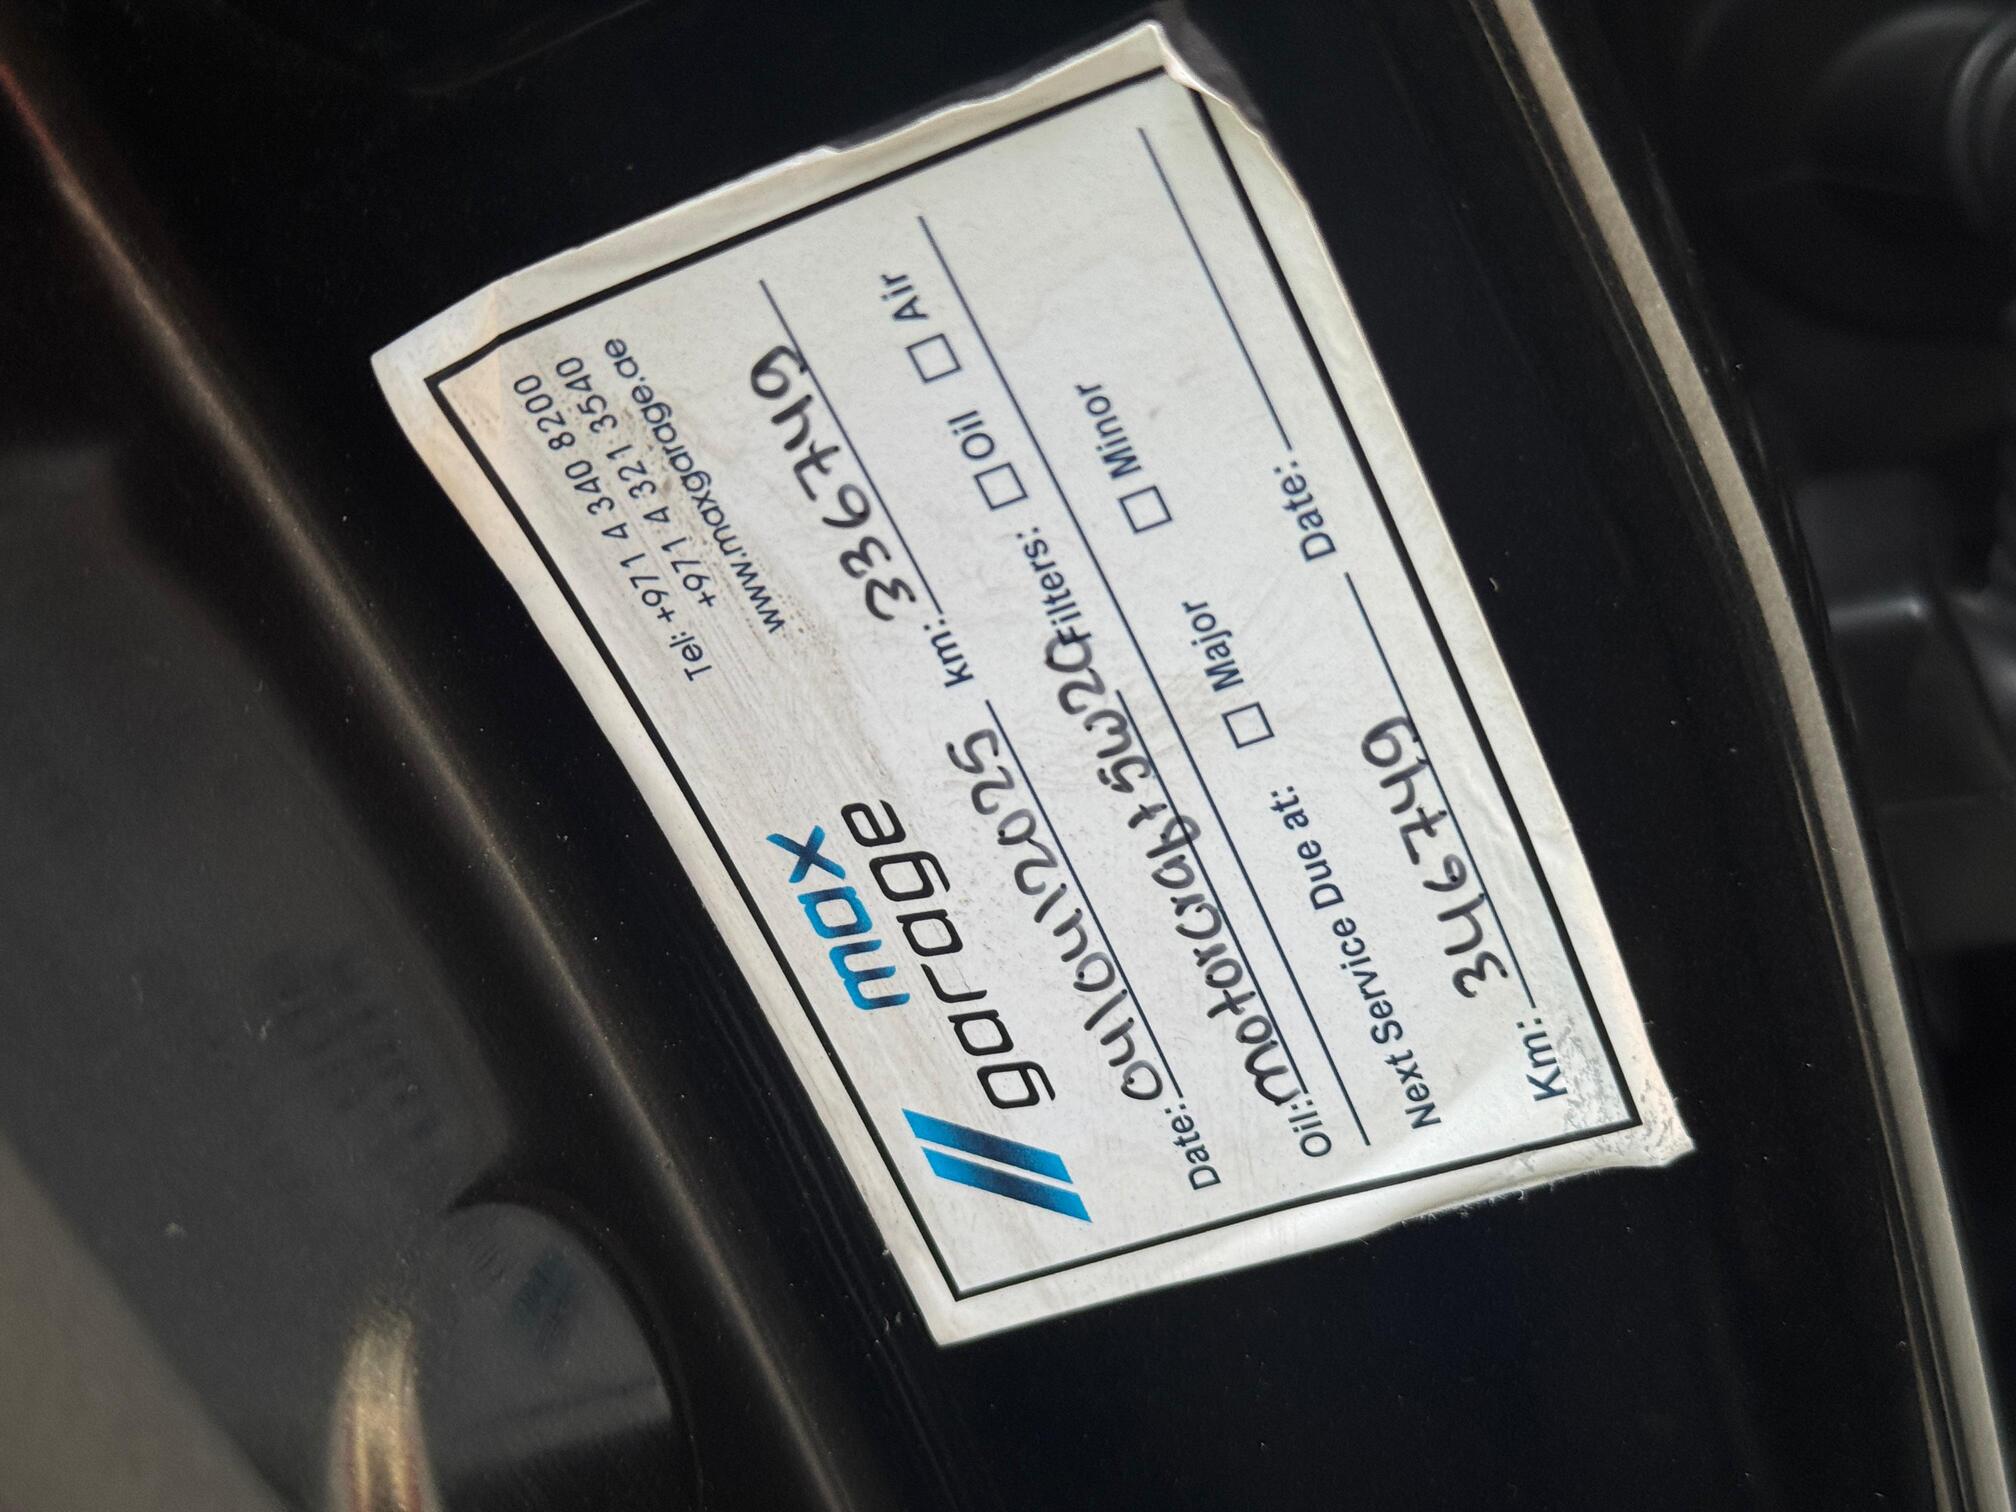 max garage
Tel: +971 4 340 8200
+971 4 321 3540
www.maxgarage.ae
Date: 04/04/2025 km: 336749
Oil: motorcrabt 5w20 Filters: Oil Air
Next Service Due at: Major Minor
Km: 346749 Date: